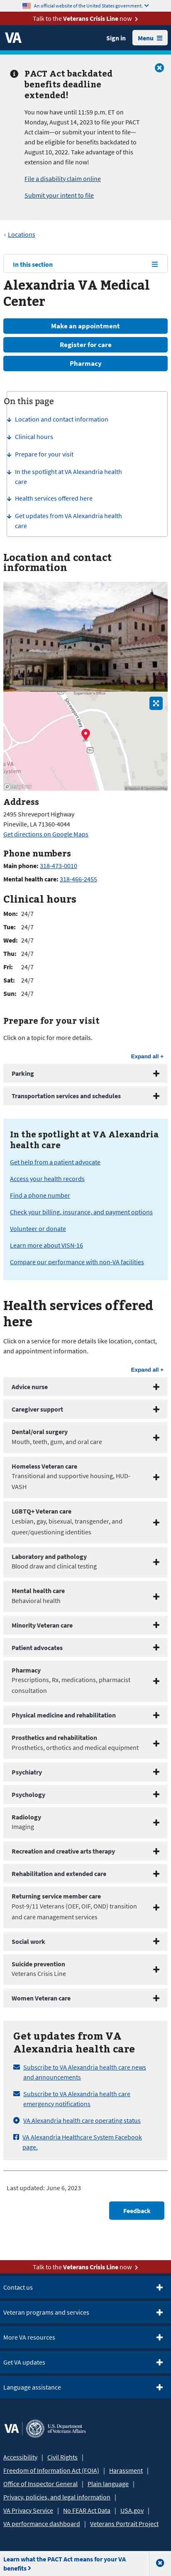 An official website of the United States government.
Talk to the Veterans Crisis Line now
VA
Sign in
Menu
PACT Act backdated
benefits deadline
extended!
You now have until 11:59 p.m. ET on
Monday, August 14, 2023 to file your PACT
Act claim—or submit your intent to file—
and be eligible for benefits backdated to
August 10, 2022. Take advantage of this
extension and file now!
File a disability claim online
Submit your intent to file
‹ Locations
In this section
Alexandria VA Medical
Center
Make an appointment
Register for care
Pharmacy
On this page
Location and contact information
Clinical hours
Prepare for your visit
In the spotlight at VA Alexandria health
care
Health services offered here
Get updates from VA Alexandria health
care
Location and contact
information
Shreveport Hwy
Address
2495 Shreveport Highway
Pineville, LA 71360-4044
Get directions on Google Maps
Phone numbers
Main phone: 318-473-0010
Mental health care: 318-466-2455
Clinical hours
Mon: 24/7
Tue: 24/7
Wed: 24/7
Thu: 24/7
Fri: 24/7
Sat: 24/7
Sun: 24/7
Prepare for your visit
Click on a topic for more details.
Expand all +
Parking
Transportation services and schedules
In the spotlight at VA Alexandria
health care
Get help from a patient advocate
Access your health records
Find a phone number
Check your billing, insurance, and payment options
Volunteer or donate
Learn more about VISN-16
Compare our performance with non-VA facilities
Health services offered
here
Click on a service for more details like location, contact,
and appointment information.
Expand all +
Advice nurse
Caregiver support
Dental/oral surgery
Mouth, teeth, gum, and oral care
Homeless Veteran care
Transitional and supportive housing, HUD-
VASH
LGBTQ+ Veteran care
Lesbian, gay, bisexual, transgender, and
queer/questioning identities
Laboratory and pathology
Blood draw and clinical testing
Mental health care
Behavioral health
Minority Veteran care
Patient advocates
Pharmacy
Prescriptions, Rx, medications, pharmacist
consultation
Physical medicine and rehabilitation
Prosthetics and rehabilitation
Prosthetics, orthotics and medical equipment
Psychiatry
Psychology
Radiology
Imaging
Recreation and creative arts therapy
Rehabilitation and extended care
Returning service member care
Post-9/11 Veterans (OEF, OIF, OND) transition
and care management services
Social work
Suicide prevention
Veterans Crisis Line
Women Veteran care
Get updates from VA
Alexandria health care
Subscribe to VA Alexandria health care news
and announcements
Subscribe to VA Alexandria health care
emergency notifications
VA Alexandria health care operating status
VA Alexandria Healthcare System Facebook
page.
Last updated: June 6, 2023
Feedback
Talk to the Veterans Crisis Line now
Contact us
Veteran programs and services
More VA resources
Get VA updates
Language assistance
VA
U.S. Department
of Veterans Affairs
Accessibility | Civil Rights |
Freedom of Information Act (FOIA) | Harassment |
Office of Inspector General | Plain language |
Privacy, policies, and legal information |
VA Privacy Service | No FEAR Act Data | USA.gov |
VA performance dashboard | Veterans Portrait Project
Learn what the PACT Act means for your VA
benefits